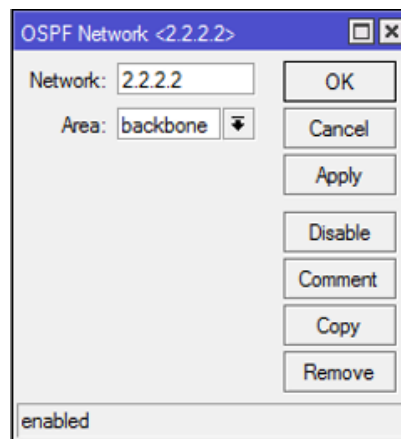 OSPF Network <2.2.2.2>
Network: 2.2.2.2
OK
Area: backbone
Cancel
Apply
Disable
Comment
Copy
Remove
enabled